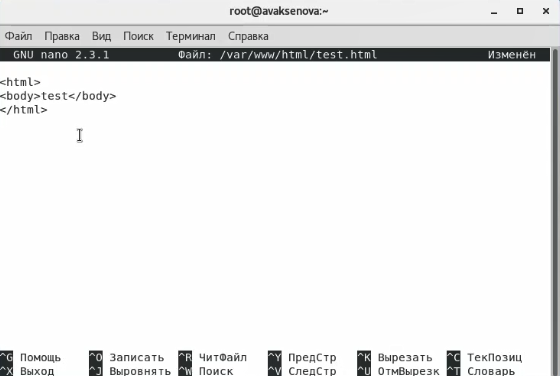 root@avaksenova:~
Файл Правка Вид Поиск Терминал Справка
GNU nano 2.3.1 Файл: /var/www/html/test.html Изменён
<html>
<body>test</body>
</html>
^G Помощь ^O Записать ^R ЧитФайл ^Y ПредСтр ^K Вырезать ^C ТекПозиц
^X Выход ^J Выровнять ^W Поиск ^V СледСтр ^U ОтмВырезк ^T Словарь